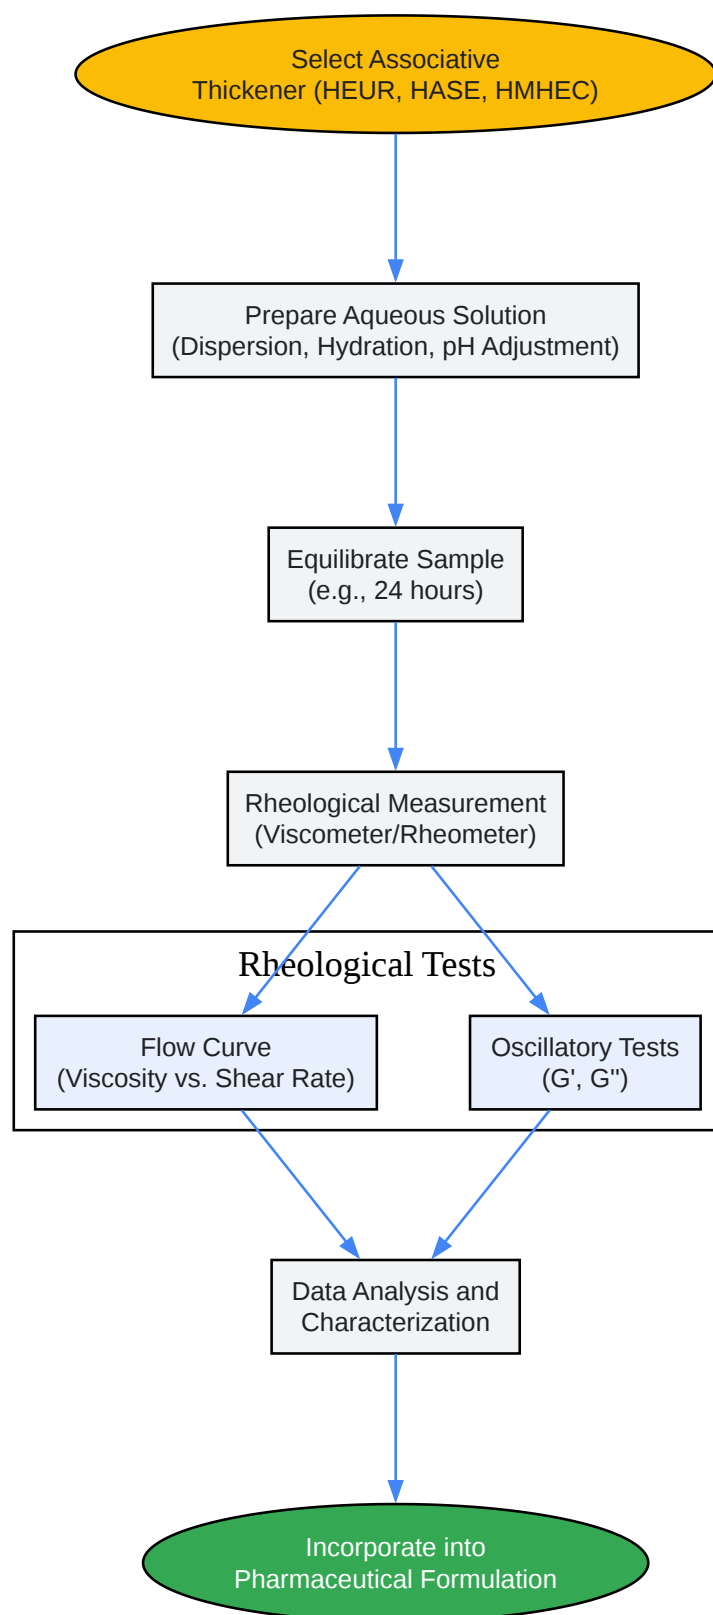 Select Associative
Thickener (HEUR, HASE, HMHEC)
Prepare Aqueous Solution
(Dispersion, Hydration, pH Adjustment)
Equilibrate Sample
(e.g., 24 hours)
Rheological Measurement
(Viscometer/Rheometer)
Rheological Tests
Flow Curve
(Viscosity vs. Shear Rate)
Oscillatory Tests
(G', G'')
Data Analysis and
Characterization
Incorporate into
Pharmaceutical Formulation